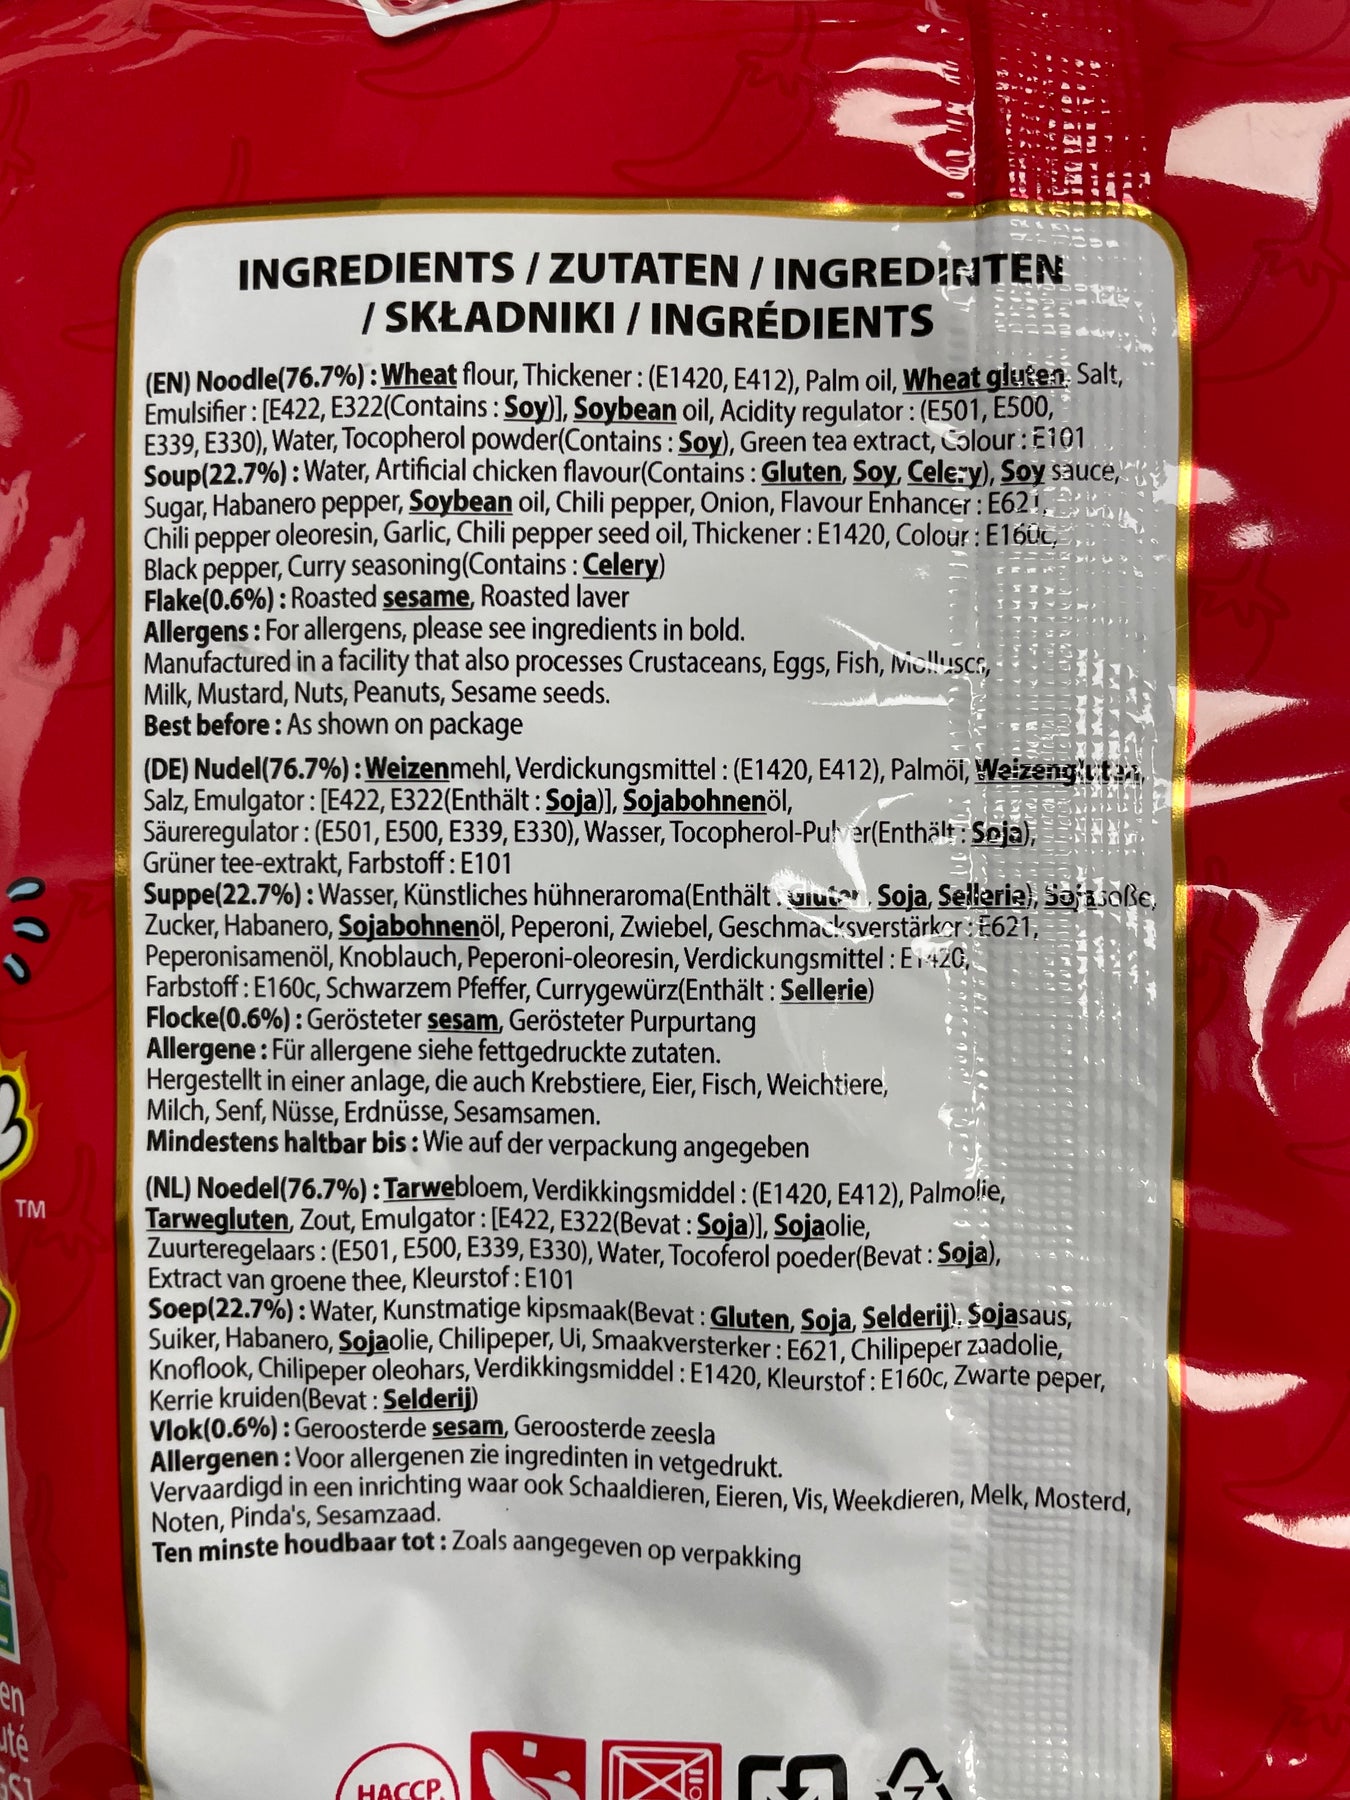 INGREDIENTS / ZUTATEN / INGREDINTEN
/ SKŁADNIKI / INGRÉDIENTS
(EN) Noodle(76.7%) : Wheat flour, Thickener : (E1420, E412), Palm oil, Wheat gluten, Salt,
Emulsifier : [E422, E322(Contains : Soy)], Soybean oil, Acidity regulator : (E501, E500,
E339, E330), Water, Tocopherol powder(Contains : Soy), Green tea extract, Colour : E101
Soup(22.7%) : Water, Artificial chicken flavour(Contains : Gluten, Soy, Celery), Soy sauce,
Sugar, Habanero pepper, Soybean oil, Chili pepper, Onion, Flavour Enhancer : E621,
Chili pepper oleoresin, Garlic, Chili pepper seed oil, Thickener : E1420, Colour : E160c,
Black pepper, Curry seasoning(Contains : Celery)
Flake(0.6%) : Roasted sesame, Roasted laver
Allergens : For allergens, please see ingredients in bold.
Manufactured in a facility that also processes Crustaceans, Eggs, Fish, Molluscs,
Milk, Mustard, Nuts, Peanuts, Sesame seeds.
Best before : As shown on package
(DE) Nudel(76.7%) : Weizenmehl, Verdickungsmittel : (E1420, E412), Palmöl, Weizengluten,
Salz, Emulgator : [E422, E322(Enthält : Soja)], Sojabohnenöl,
Säureregulator : (E501, E500, E339, E330), Wasser, Tocopherol-Pulver(Enthält : Soja),
Grüner tee-extrakt, Farbstoff : E101
Suppe(22.7%) : Wasser, Künstliches hühneraroma(Enthält : Gluten, Soja, Sellerie), Sojasoße,
Zucker, Habanero, Sojabohnenöl, Peperoni, Zwiebel, Geschmacksverstärker : E621,
Peperonisamenöl, Knoblauch, Peperoni-oleoresin, Verdickungsmittel : E1420,
Farbstoff : E160c, Schwarzem Pfeffer, Currygewürz(Enthält : Sellerie)
Flocke(0.6%) : Gerösteter sesam, Gerösteter Purpurtang
Allergene : Für allergene siehe fettgedruckte zutaten.
Hergestellt in einer anlage, die auch Krebstiere, Eier, Fisch, Weichtiere,
Milch, Senf, Nüsse, Erdnüsse, Sesamsamen.
Mindestens haltbar bis : Wie auf der verpackung angegeben
(NL) Noedel(76.7%) : Tarwebloem, Verdikkingsmiddel : (E1420, E412), Palmolie,
Tarwegluten, Zout, Emulgator : [E422, E322(Bevat : Soja)], Sojaolie,
Zuurteregelaars : (E501, E500, E339, E330), Water, Tocoferol poeder(Bevat : Soja),
Extract van groene thee, Kleurstof : E101
Soep(22.7%) : Water, Kunstmatige kipsmaak(Bevat : Gluten, Soja, Selderij), Sojasaus,
Suiker, Habanero, Sojaolie, Chilipeper, Ui, Smaakversterker : E621, Chilipeper zaadolie,
Knoflook, Chilipeper oleohars, Verdikkingsmiddel : E1420, Kleurstof : E160c, Zwarte peper,
Kerrie kruiden(Bevat : Selderij)
Vlok(0.6%) : Geroosterde sesam, Geroosterde zeesla
Allergenen : Voor allergenen zie ingredinten in vetgedrukt.
Vervaardigd in een inrichting waar ook Schaaldieren, Eieren, Vis, Weekdieren, Melk, Mosterd,
Noten, Pinda's, Sesamzaad.
Ten minste houdbaar tot : Zoals aangegeven op verpakking
TM
HACCP